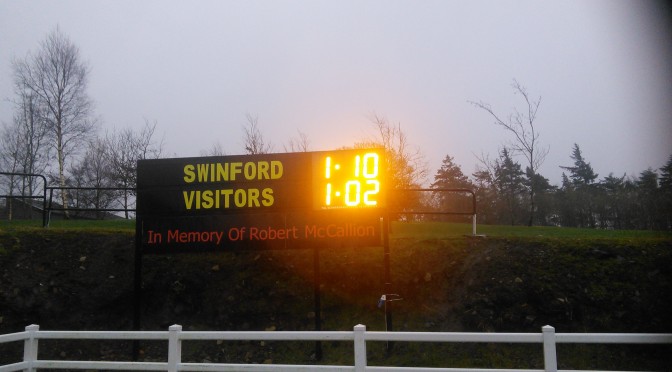 SWINFORD 1·10
VISITORS 1·02
In Memory Of Robert McCallion